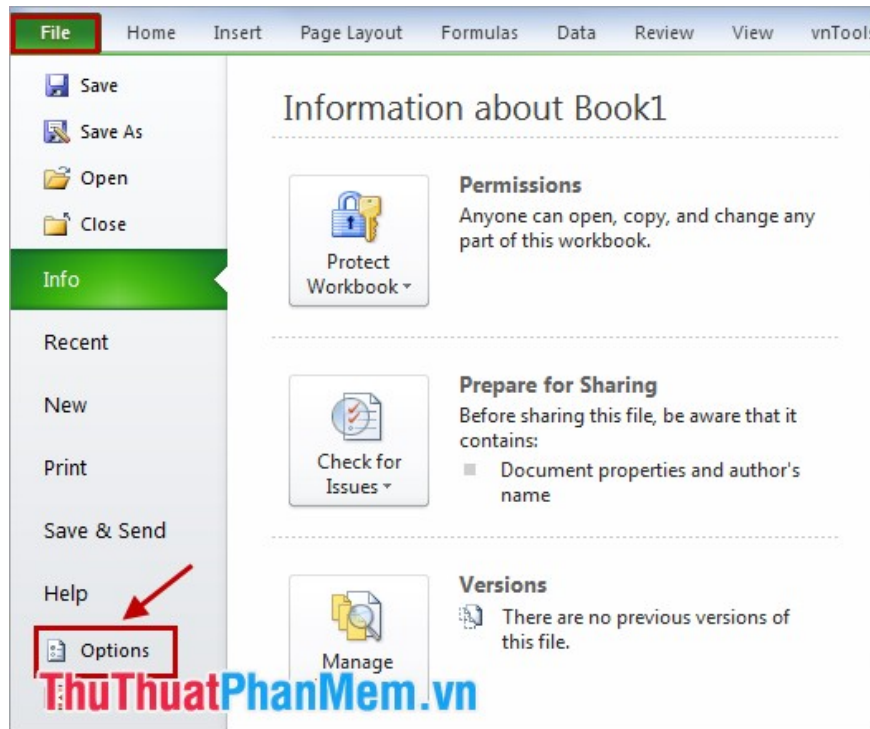 File Home Insert Page Layout Formulas Data Review View vnTools
Save
Save As
Open
Close
Info
Recent
New
Print
Save & Send
Help
Options
Information about Book1
Protect
Workbook
Permissions
Anyone can open, copy, and change any
part of this workbook.
Check for
Issues
Prepare for Sharing
Before sharing this file, be aware that it
contains:
Document properties and author's
name
Manage
Versions
There are no previous versions of
this file.
ThuThuatPhanMem.vn